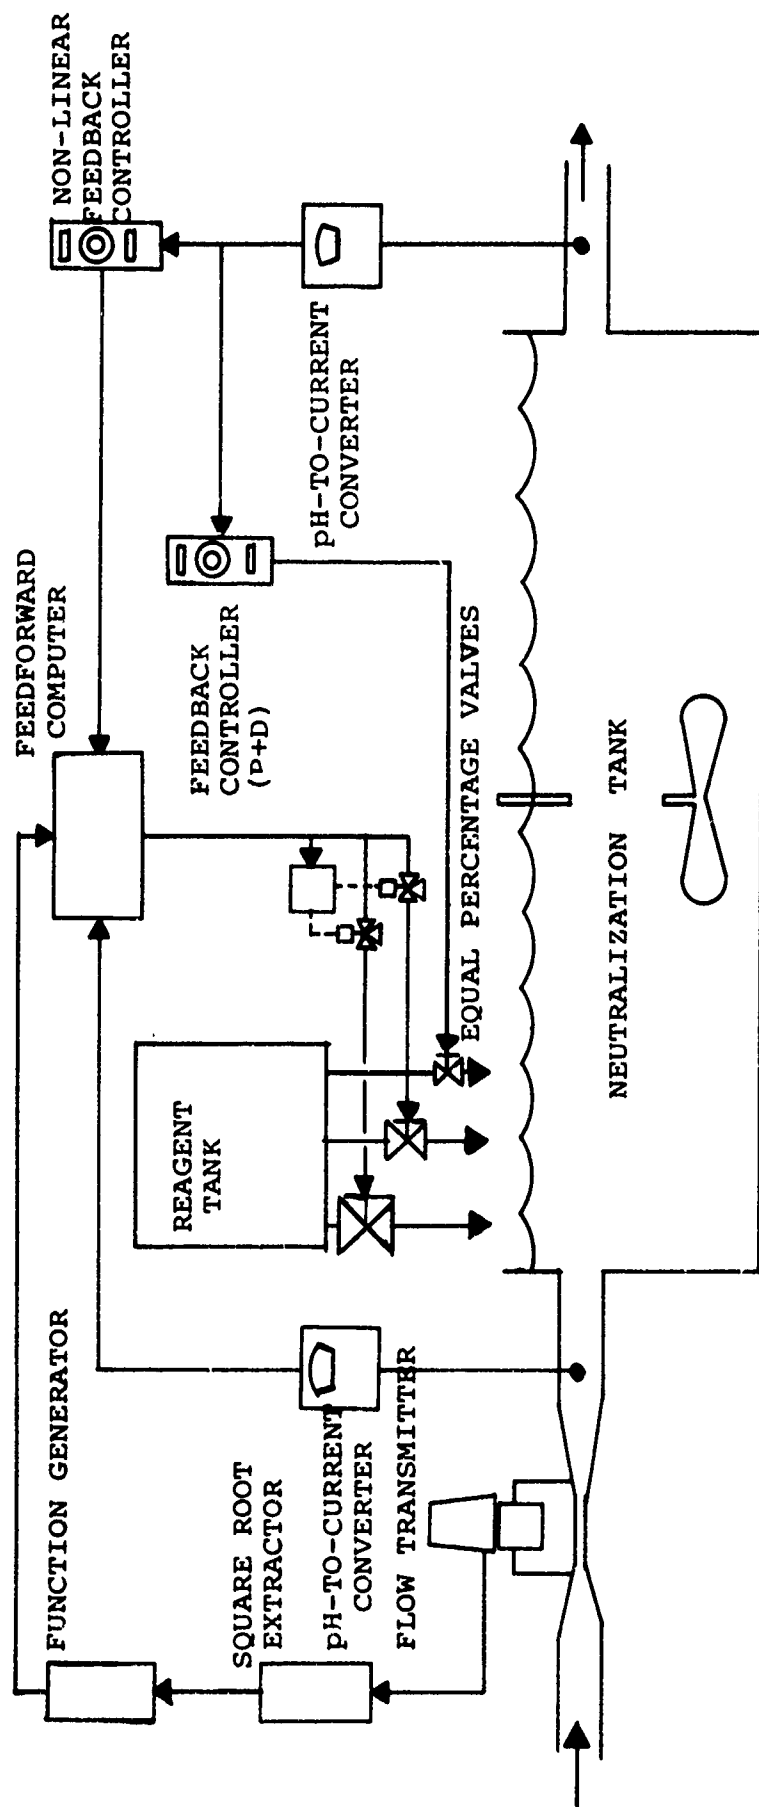 FUNCTION GENERATOR
SQUARE ROOT
EXTRACTOR
pH-TO-CURRENT
CONVERTER
FLOW TRANSMITTER
REAGENT
TANK
FEEDFORWARD
COMPUTER
FEEDBACK
CONTROLLER
(P+D)
EQUAL PERCENTAGE VALVES
NON-LINEAR
FEEDBACK
CONTROLLER
pH-TO-CURRENT
CONVERTER
NEUTRALIZATION TANK